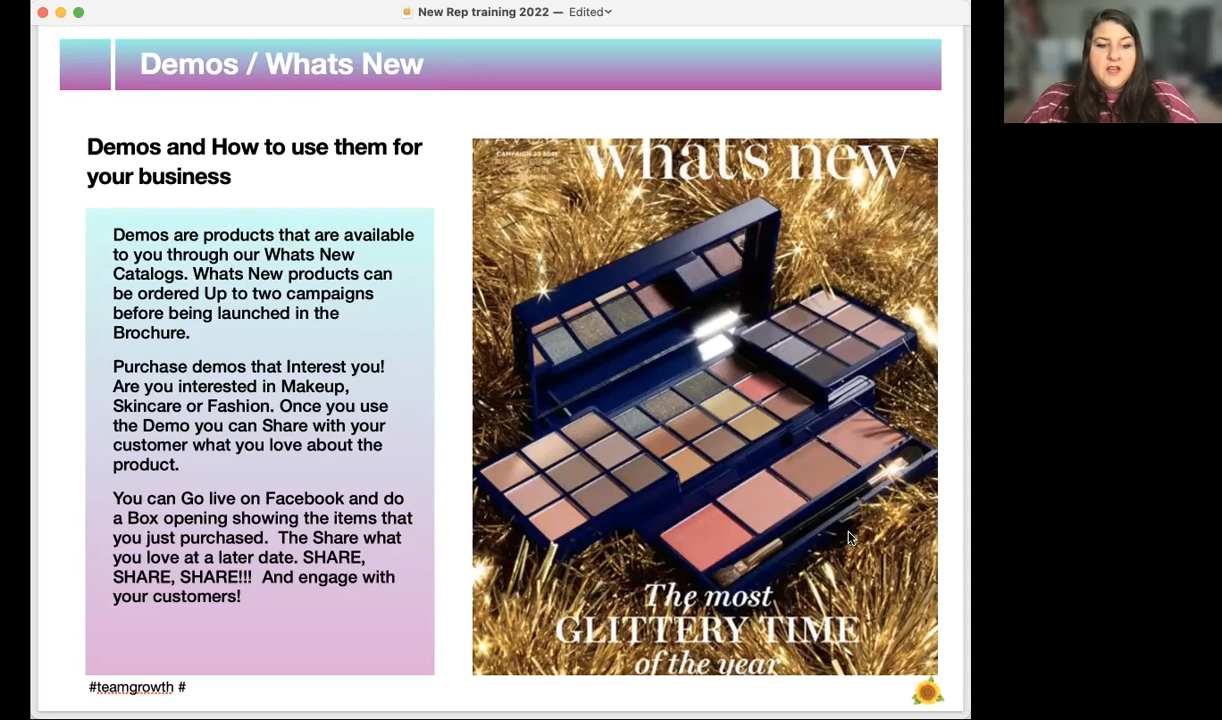 New Rep training 2022 — Edited
Demos / Whats New
Demos and How to use them for
your business
Demos are products that are available
to you through our Whats New
Catalogs. Whats New products can
be ordered Up to two campaigns
before being launched in the
Brochure.
Purchase demos that Interest you!
Are you interested in Makeup,
Skincare or Fashion. Once you use
the Demo you can Share with your
customer what you love about the
product.
You can Go live on Facebook and do
a Box opening showing the items that
you just purchased.  The Share what
you love at a later date. SHARE,
SHARE, SHARE!!!  And engage with
your customers!
#teamgrowth #
whats new
The most
GLITTERY TIME
of the year